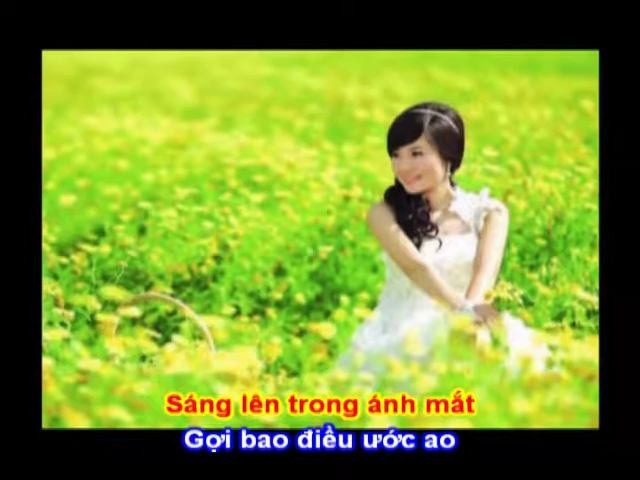 Sáng lên trong ánh mắt
Gợi bao điều ước ao